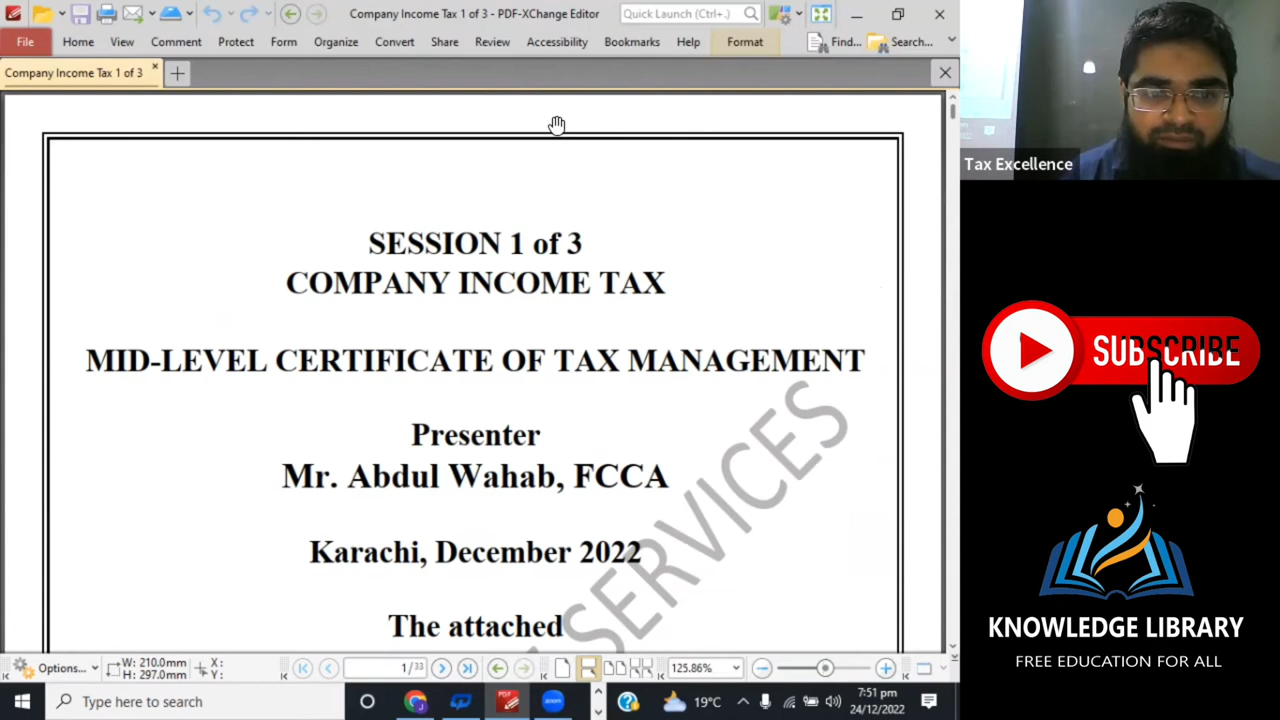 Company Income Tax 1 of 3 - PDF-XChange Editor
Quick Launch (Ctrl+.)
File Home View Comment Protect Form Organize Convert Share Review Accessibility Bookmarks Help Format Find... Search...
Company Income Tax 1 of 3
Tax Excellence
SESSION 1 of 3
COMPANY INCOME TAX
MID-LEVEL CERTIFICATE OF TAX MANAGEMENT
Presenter
Mr. Abdul Wahab, FCCA
Karachi, December 2022
The attached
SERVICES
SUBSCRIBE
KNOWLEDGE LIBRARY
FREE EDUCATION FOR ALL
Options...
W: 210.0mm
H: 297.0mm
X:
Y:
1/33
125.86%
Type here to search
PDF
zoom
19°C
7:51 pm
24/12/2022